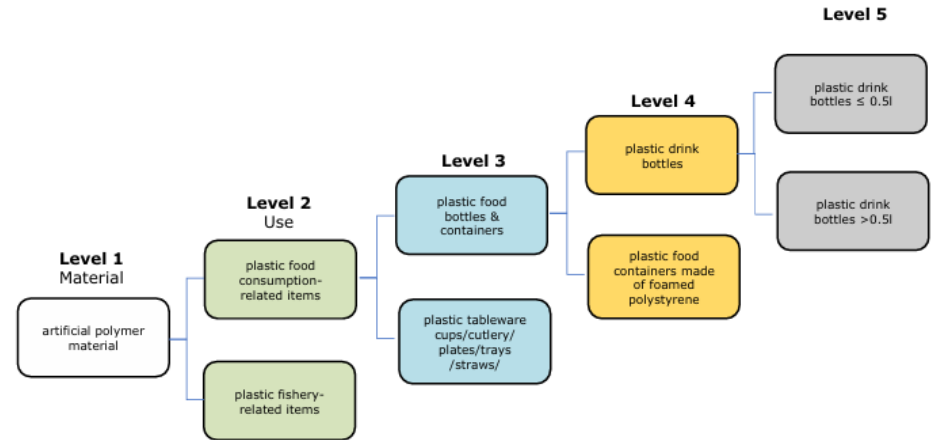 Level 1
Material
artificial polymer
material
Level 2
Use
plastic food
consumption-
related items
plastic fishery-
related items
Level 3
plastic food
bottles &
containers
plastic tableware
cups/cutlery/
plates/trays
/straws/
Level 4
plastic drink
bottles
plastic food
containers made
of foamed
polystyrene
Level 5
plastic drink
bottles ≤ 0.5l
plastic drink
bottles >0.5l